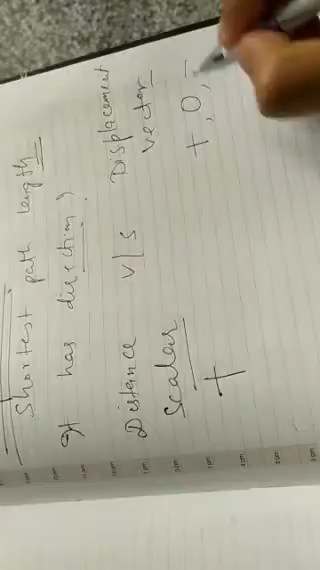 Shortest path length
It has direction)
Distance v/s Displacement
Scalar vector
+ +, 0, -